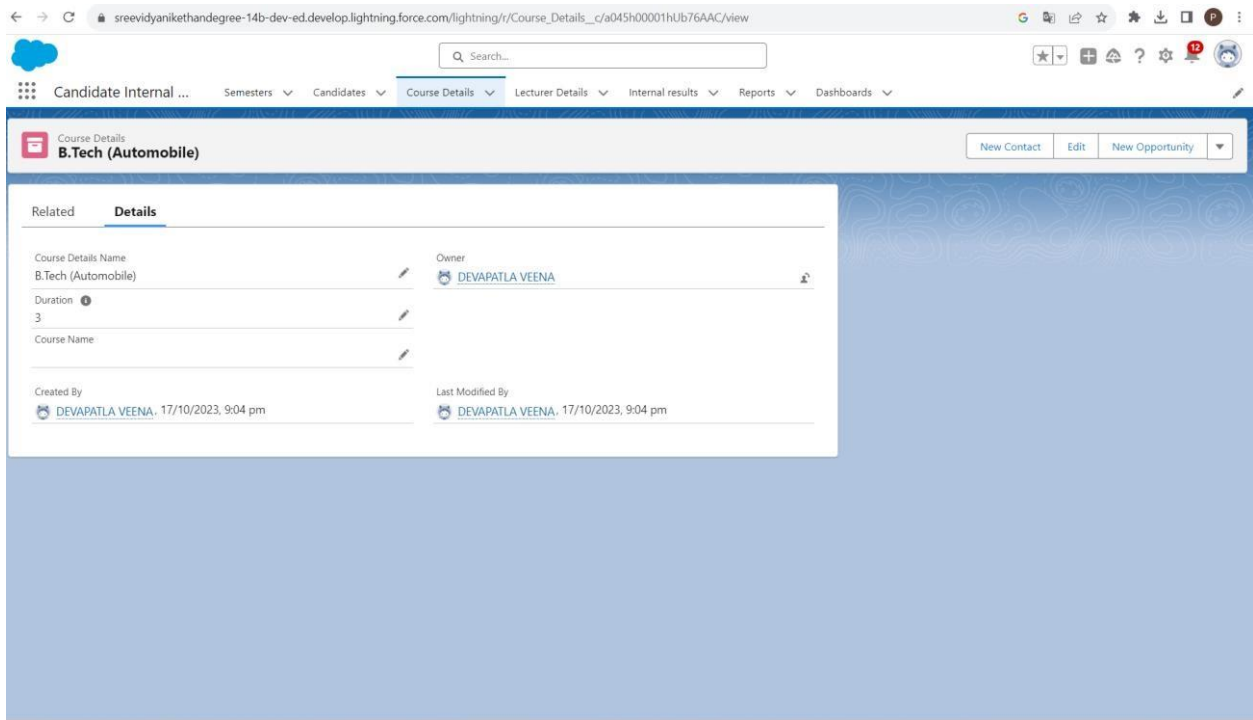 sreevidyanikethandegree-14b-dev-ed.develop.lightning.force.com/lightning/r/Course_Details__c/a045h00001hUb76AAC/view
G
P
Search...
12
Candidate Internal ...
Semesters
Candidates
Course Details
Lecturer Details
Internal results
Reports
Dashboards
Course Details
B.Tech (Automobile)
New Contact
Edit
New Opportunity
Related
Details
Course Details Name
B.Tech (Automobile)
Owner
DEVAPATLA VEENA
Duration
3
Course Name
Created By
DEVAPATLA VEENA, 17/10/2023, 9:04 pm
Last Modified By
DEVAPATLA VEENA, 17/10/2023, 9:04 pm